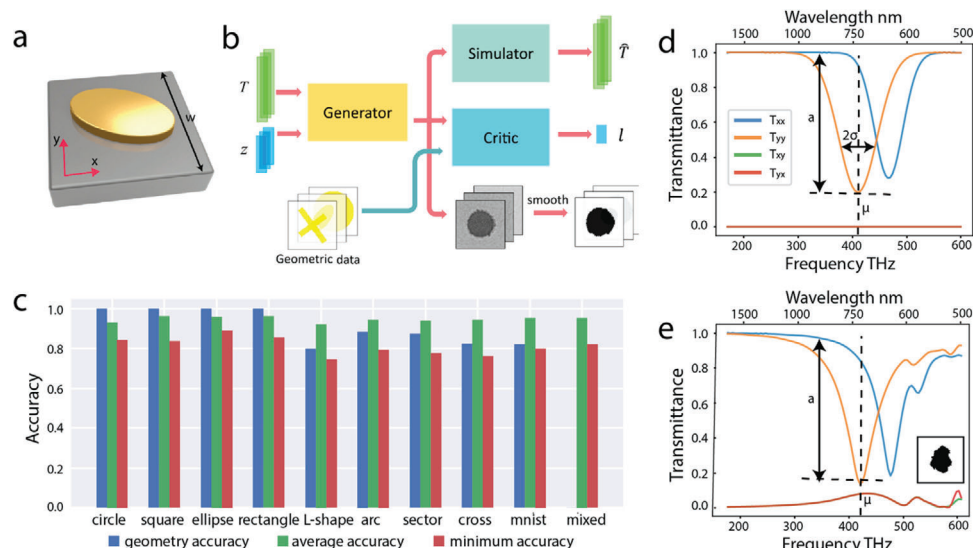 a
w
y
x
b
T
z
Generator
Simulator
T̂
Critic
l
smooth
Geometric data
c
Accuracy
1.0
0.8
0.6
0.4
0.2
0.0
circle square ellipse rectangle L-shape arc sector cross mnist mixed
geometry accuracy average accuracy minimum accuracy
d
Wavelength nm
1500 1000 750 600 500
Transmittance
1.0
0.8
0.6
0.4
0.2
0.0
Txx
Tyy
Txy
Tyx
a
2σ
μ
200 300 400 500 600
Frequency THz
e
Wavelength nm
1500 1000 750 600 500
Transmittance
1.0
0.8
0.6
0.4
0.2
0.0
a
μ
200 300 400 500 600
Frequency THz